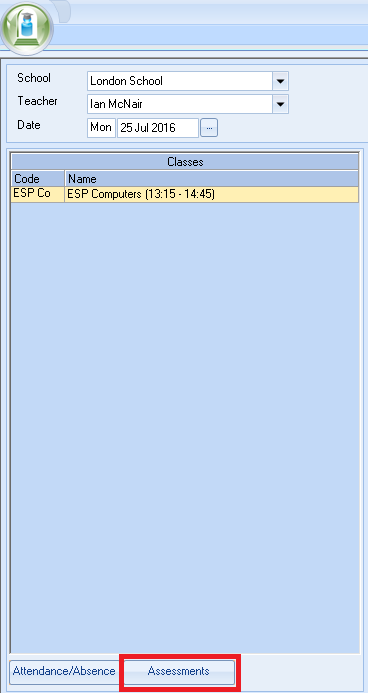 School London School
Teacher Ian McNair
Date Mon 25 Jul 2016 ...
Classes
Code Name
ESP Co ESP Computers (13:15 - 14:45)
Attendance/Absence Assessments